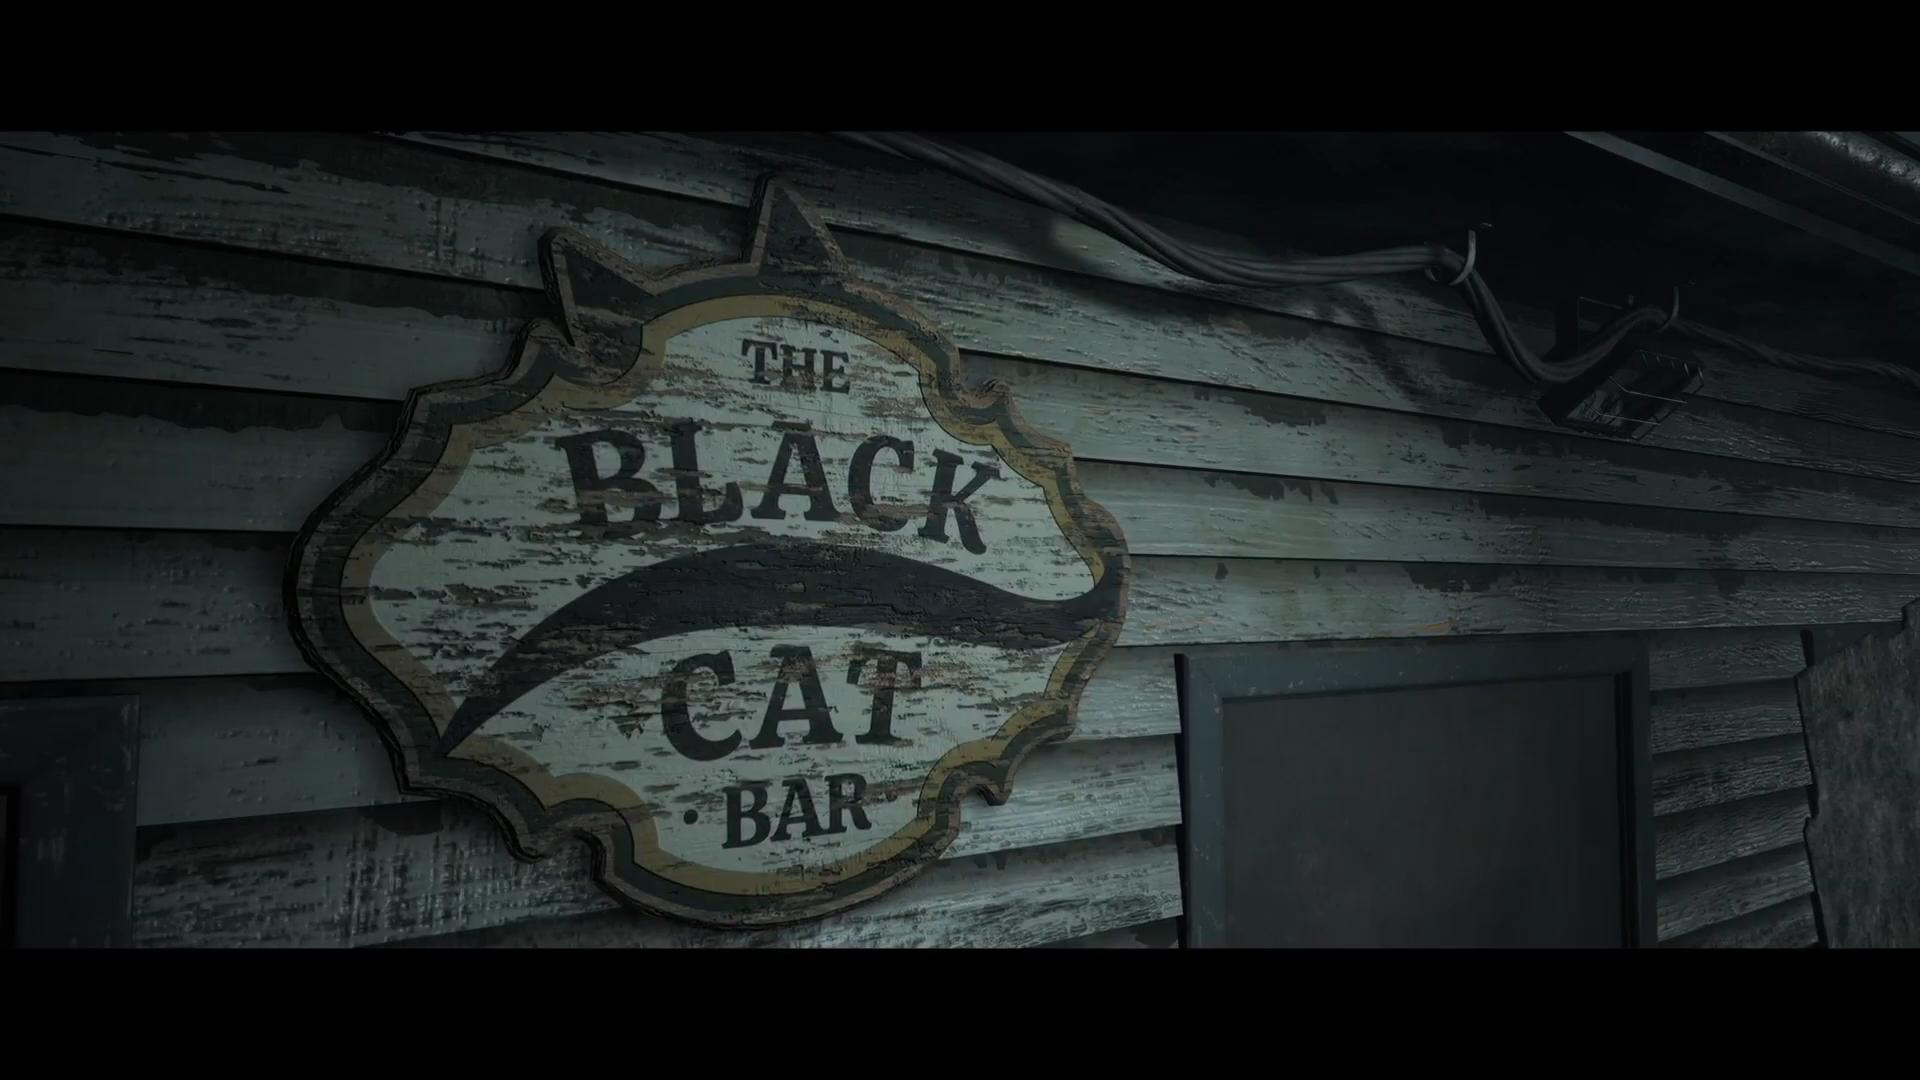 THE
BLACK
CAT
· BAR ·